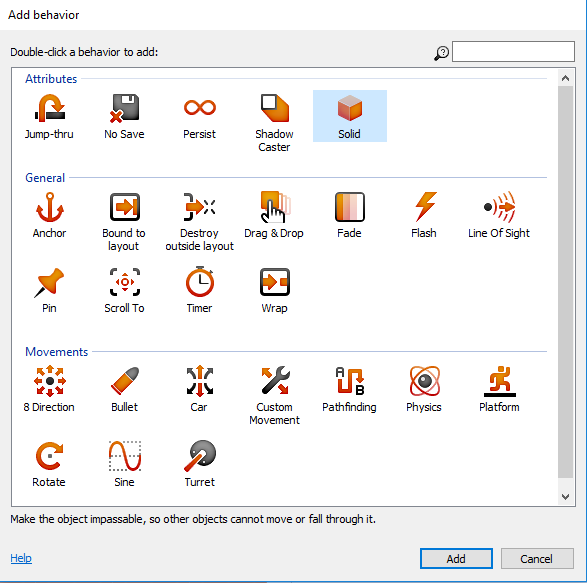 Add behavior
Double-click a behavior to add:
Attributes
Jump-thru No Save Persist Shadow Caster Solid
General
Anchor Bound to layout Destroy outside layout Drag & Drop Fade Flash Line Of Sight
Pin Scroll To Timer Wrap
Movements
8 Direction Bullet Car Custom Movement Pathfinding Physics Platform
Rotate Sine Turret
Make the object impassable, so other objects cannot move or fall through it.
Help Add Cancel